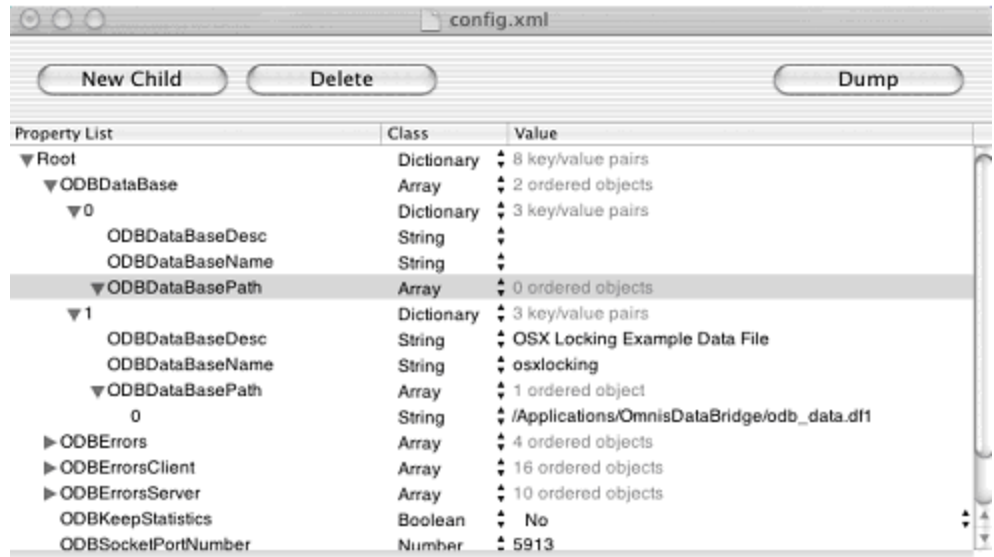 config.xml
New Child Delete Dump
Property List Class Value
Root Dictionary 8 key/value pairs
ODBDataBase Array 2 ordered objects
0 Dictionary 3 key/value pairs
ODBDataBaseDesc String
ODBDataBaseName String
ODBDataBasePath Array 0 ordered objects
1 Dictionary 3 key/value pairs
ODBDataBaseDesc String OSX Locking Example Data File
ODBDataBaseName String osxlocking
ODBDataBasePath Array 1 ordered object
0 String /Applications/OmnisDataBridge/odb_data.df1
ODBErrors Array 4 ordered objects
ODBErrorsClient Array 16 ordered objects
ODBErrorsServer Array 10 ordered objects
ODBKeepStatistics Boolean No
ODBSocketPortNumber Number 5913